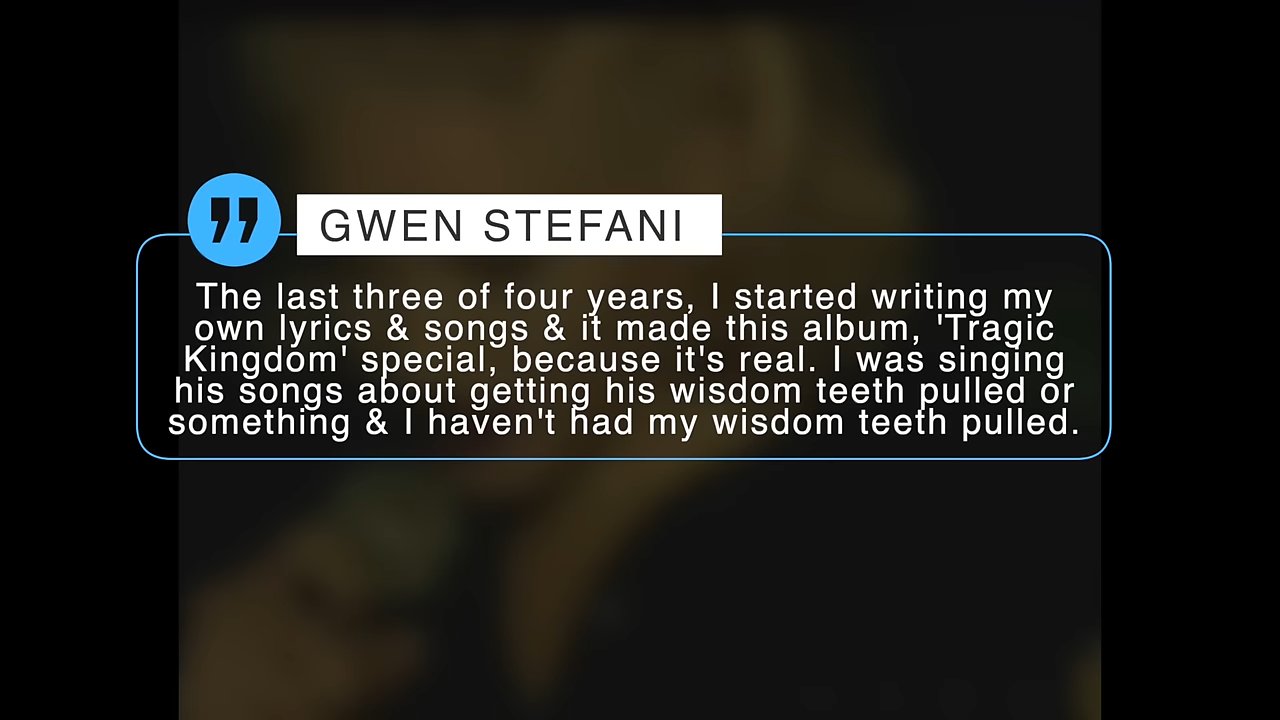 GWEN STEFANI
The last three of four years, I started writing my
own lyrics & songs & it made this album, 'Tragic
Kingdom' special, because it's real. I was singing
his songs about getting his wisdom teeth pulled or
something & I haven't had my wisdom teeth pulled.